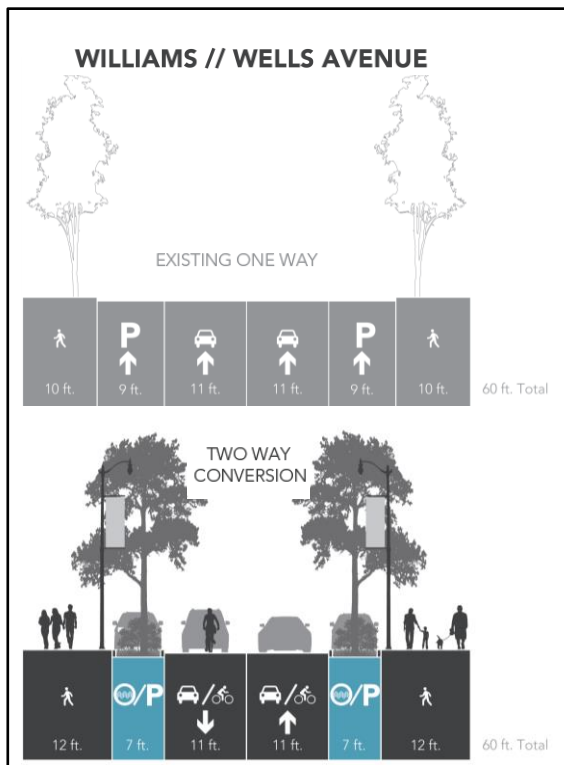 WILLIAMS // WELLS AVENUE
EXISTING ONE WAY
P P
10 ft. 9 ft. 11 ft. 11 ft. 9 ft. 10 ft. 60 ft. Total
TWO WAY
CONVERSION
/P / / /P
12 ft. 7 ft. 11 ft. 11 ft. 7 ft. 12 ft. 60 ft. Total